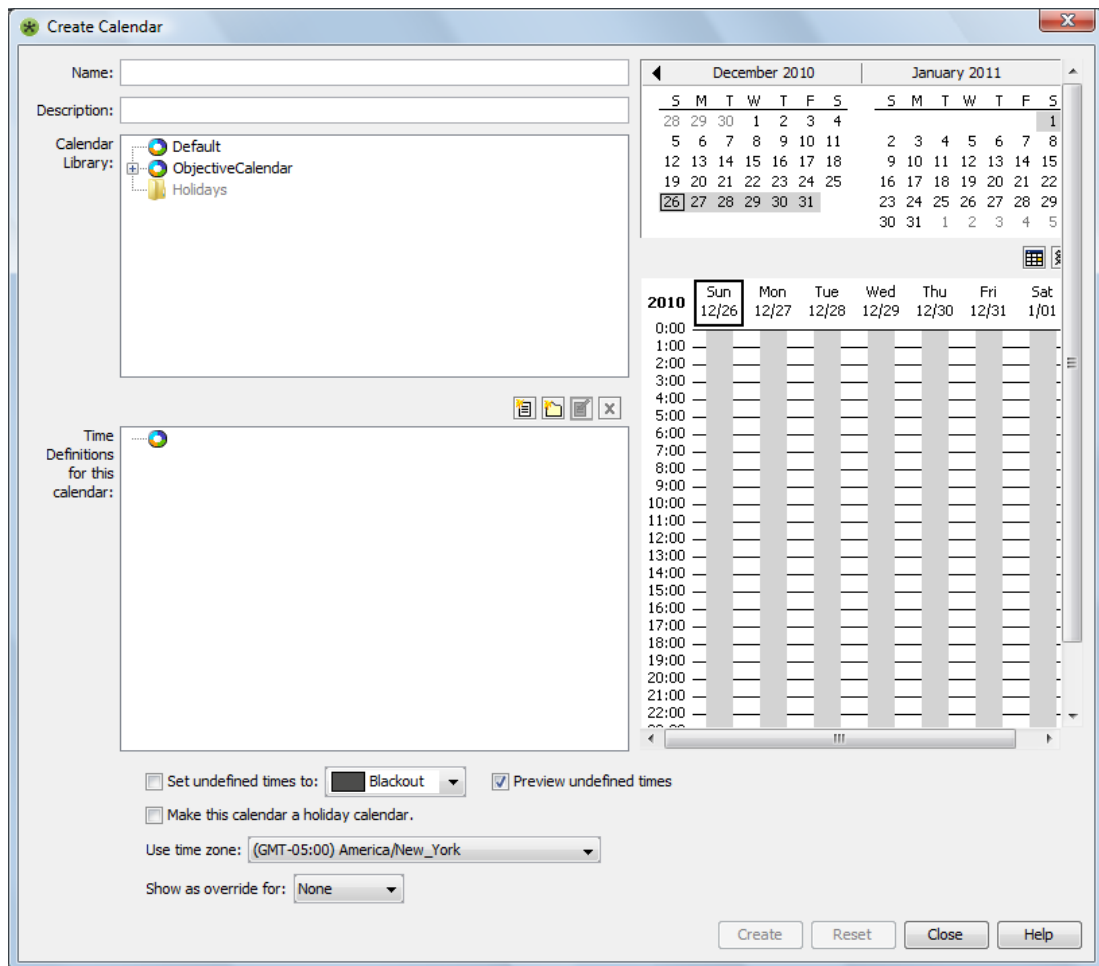 Create Calendar
Name:
Description:
Calendar
Library:
Default
ObjectiveCalendar
Holidays
Time
Definitions
for this
calendar:
December 2010
S M T W T F S
28 29 30 1 2 3 4
5 6 7 8 9 10 11
12 13 14 15 16 17 18
19 20 21 22 23 24 25
26 27 28 29 30 31
January 2011
S M T W T F S
1
2 3 4 5 6 7 8
9 10 11 12 13 14 15
16 17 18 19 20 21 22
23 24 25 26 27 28 29
30 31 1 2 3 4 5
2010
Sun Mon Tue Wed Thu Fri Sat
12/26 12/27 12/28 12/29 12/30 12/31 1/01
0:00
1:00
2:00
3:00
4:00
5:00
6:00
7:00
8:00
9:00
10:00
11:00
12:00
13:00
14:00
15:00
16:00
17:00
18:00
19:00
20:00
21:00
22:00
Set undefined times to: Blackout Preview undefined times
Make this calendar a holiday calendar.
Use time zone: (GMT-05:00) America/New_York
Show as override for: None
Create Reset Close Help